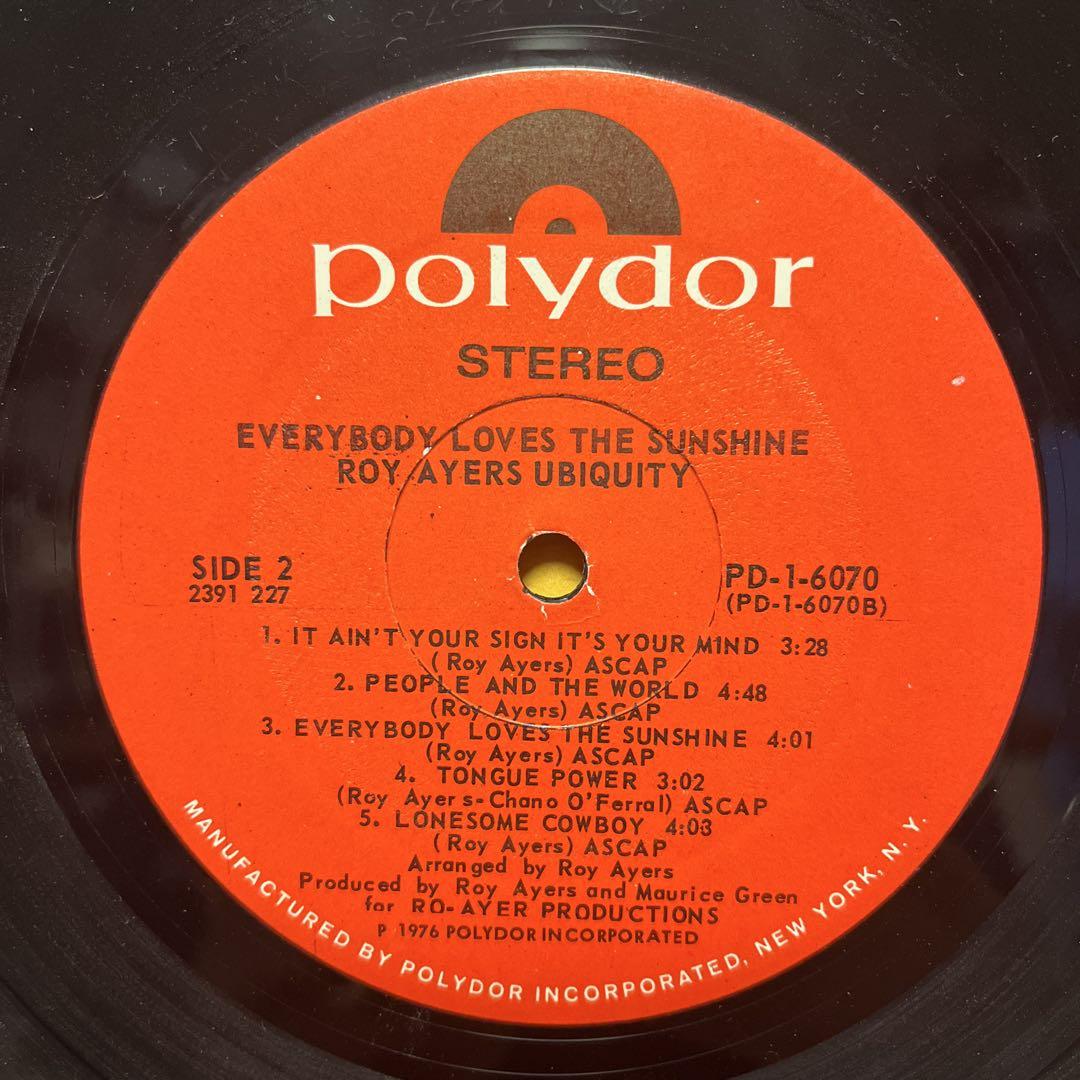 polydor
STEREO
EVERYBODY LOVES THE SUNSHINE
ROY AYERS UBIQUITY
SIDE 2
2391 227
PD-1-6070
(PD-1-6070B)
1. IT AIN'T YOUR SIGN IT'S YOUR MIND 3:28
(Roy Ayers) ASCAP
2. PEOPLE AND THE WORLD 4:48
(Roy Ayers) ASCAP
3. EVERYBODY LOVES THE SUNSHINE 4:01
(Roy Ayers) ASCAP
4. TONGUE POWER 3:02
(Roy Ayers-Chano O'Ferral) ASCAP
5. LONESOME COWBOY 4:03
(Roy Ayers) ASCAP
Arranged by Roy Ayers
Produced by Roy Ayers and Maurice Green
for RO-AYER PRODUCTIONS
P 1976 POLYDOR INCORPORATED
MANUFACTURED BY POLYDOR INCORPORATED, NEW YORK, N.Y.